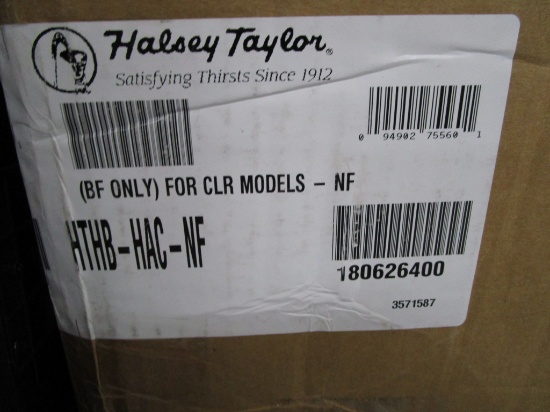 Halsey Taylor®
Satisfying Thirsts Since 1912
0 94902 75560 1
(BF ONLY) FOR CLR MODELS - NF
HTHB-HAC-NF
180626400
3571587